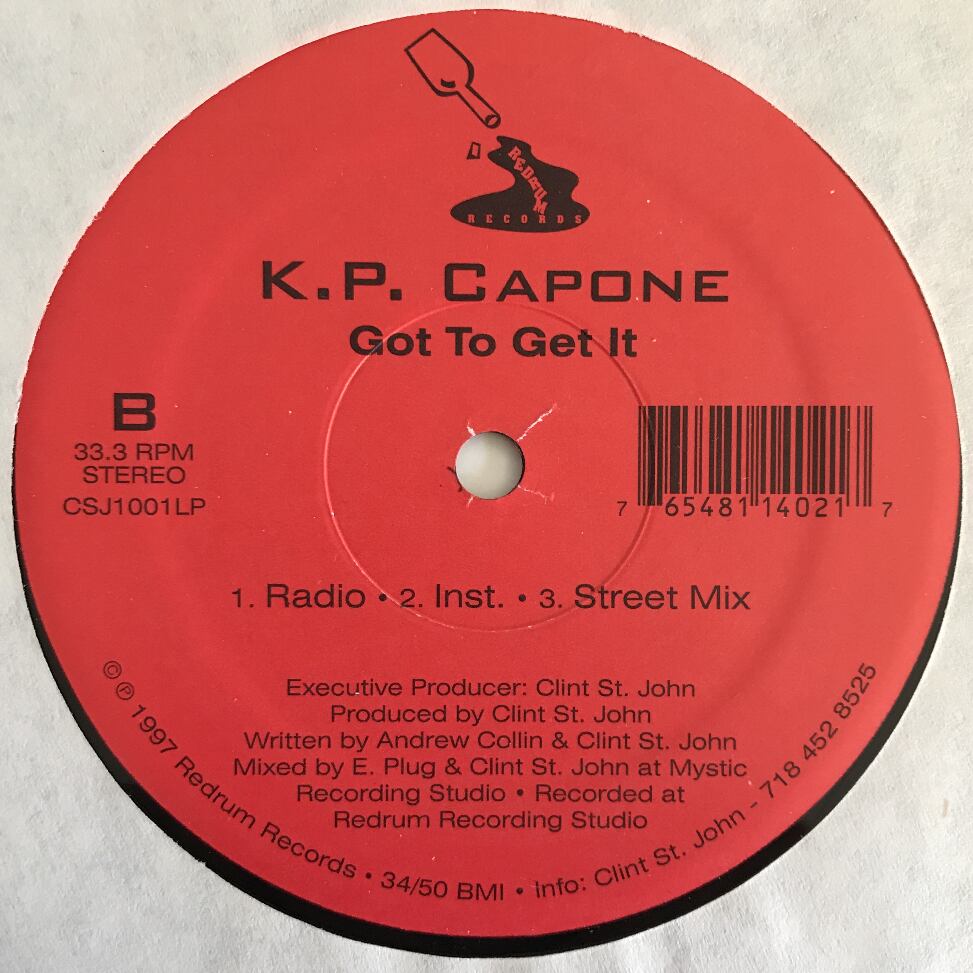 REDRUM
RECORDS
K.P. CAPONE
Got To Get It
B
33.3 RPM
STEREO
CSJ1001LP
7 65481 14021 7
1. Radio • 2. Inst. • 3. Street Mix
Executive Producer: Clint St. John
Produced by Clint St. John
Written by Andrew Collin & Clint St. John
Mixed by E. Plug & Clint St. John at Mystic
Recording Studio • Recorded at
Redrum Recording Studio
©℗ 1997 Redrum Records • 34/50 BMI • Info: Clint St. John - 718 452 8525